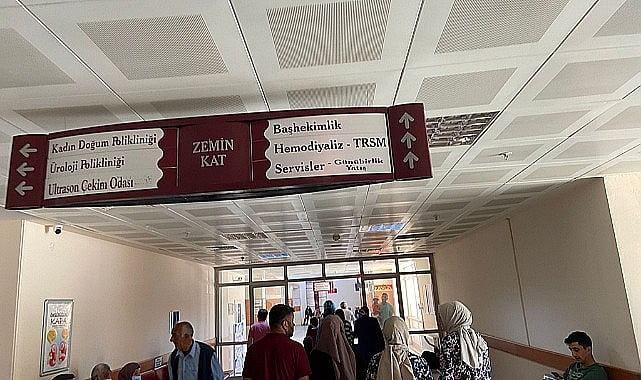 Kadın Doğum Polikliniği
Üroloji Polikliniği
Ultrason Çekim Odası
ZEMİN
KAT
Başhekimlik
Hemodiyaliz - TRSM
Servisler - Günübirlik
Yatış